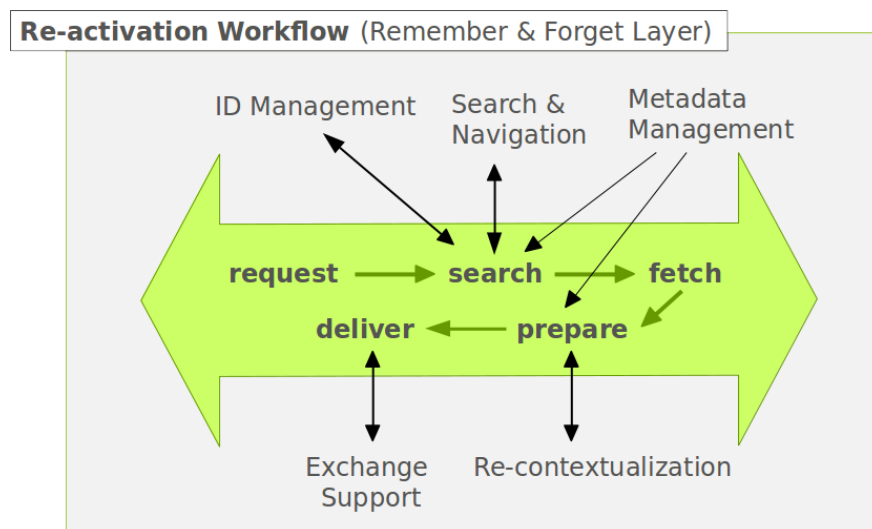 Re-activation Workflow (Remember & Forget Layer)
ID Management
Search &
Navigation
Metadata
Management
request
search
fetch
deliver
prepare
Exchange
Support
Re-contextualization